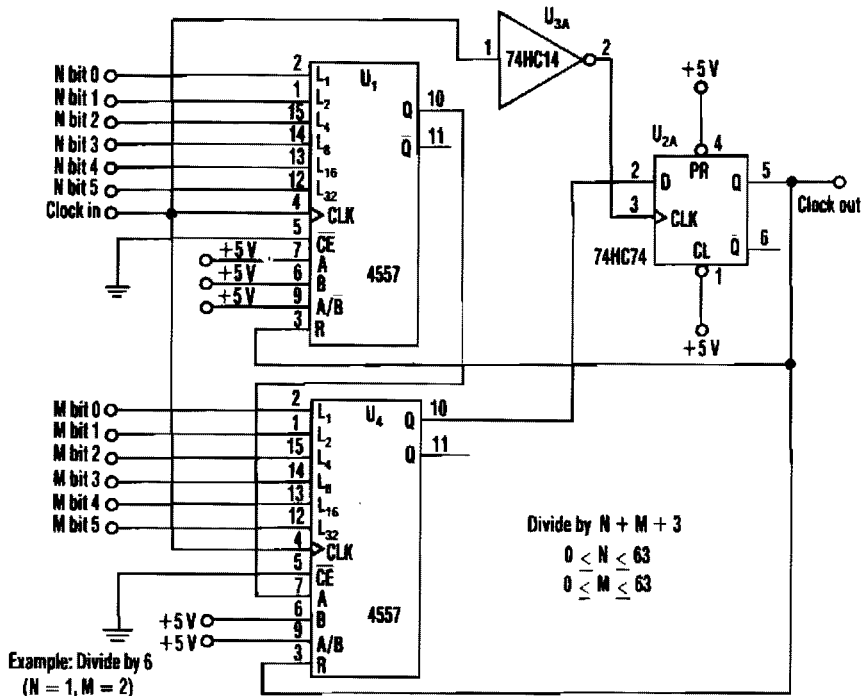 U3A
1 74HC14 2
+5 V
N bit 0 2 L1 U1
N bit 1 1 L2 Q 10
N bit 2 15 L4
N bit 3 14 L8 Q̅ 11
N bit 4 13 L16
N bit 5 12 L32
Clock in 4 CLK
5 C̅E̅
+5 V 7 A
+5 V 6 B 4557
+5 V 9 A/B̅
3 R
U2A
4 PR
2 D Q 5
Clock out
3 CLK
Q̅ 6
74HC74 CL
1
+5 V
M bit 0 2 L1 U4 Q 10
M bit 1 1 L2
M bit 2 15 L4 Q̅ 11
M bit 3 14 L8
M bit 4 13 L16
M bit 5 12 L32
4 CLK
5 C̅E̅
7 A
+5 V 6 B 4557
+5 V 9 A/B
3 R
Divide by N + M + 3
0 ≤ N ≤ 63
0 ≤ M ≤ 63
Example: Divide by 6
(N = 1, M = 2)